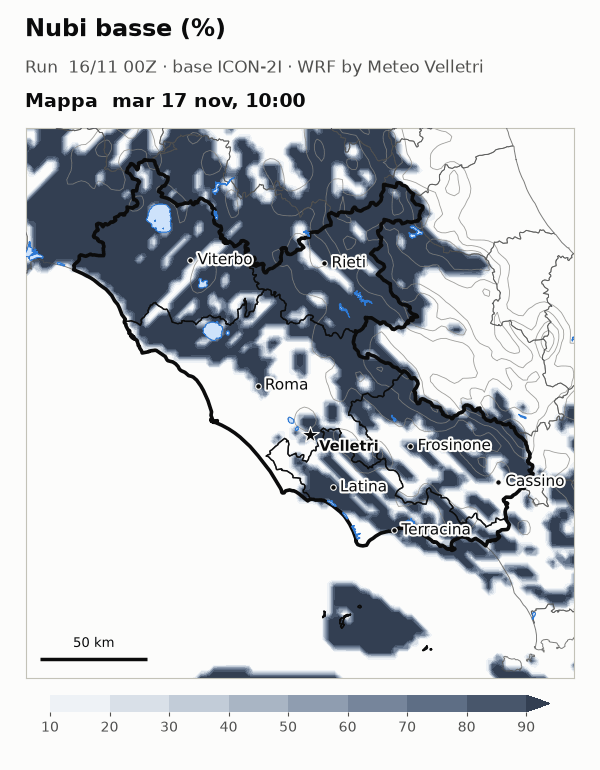 Nubi basse (%)
Run 16/11 00Z · base ICON-2I · WRF by Meteo Velletri
Mappa mar 17 nov, 10:00
Viterbo
Rieti
Roma
Velletri
Frosinone
Cassino
Latina
Terracina
50 km
10 20 30 40 50 60 70 80 90